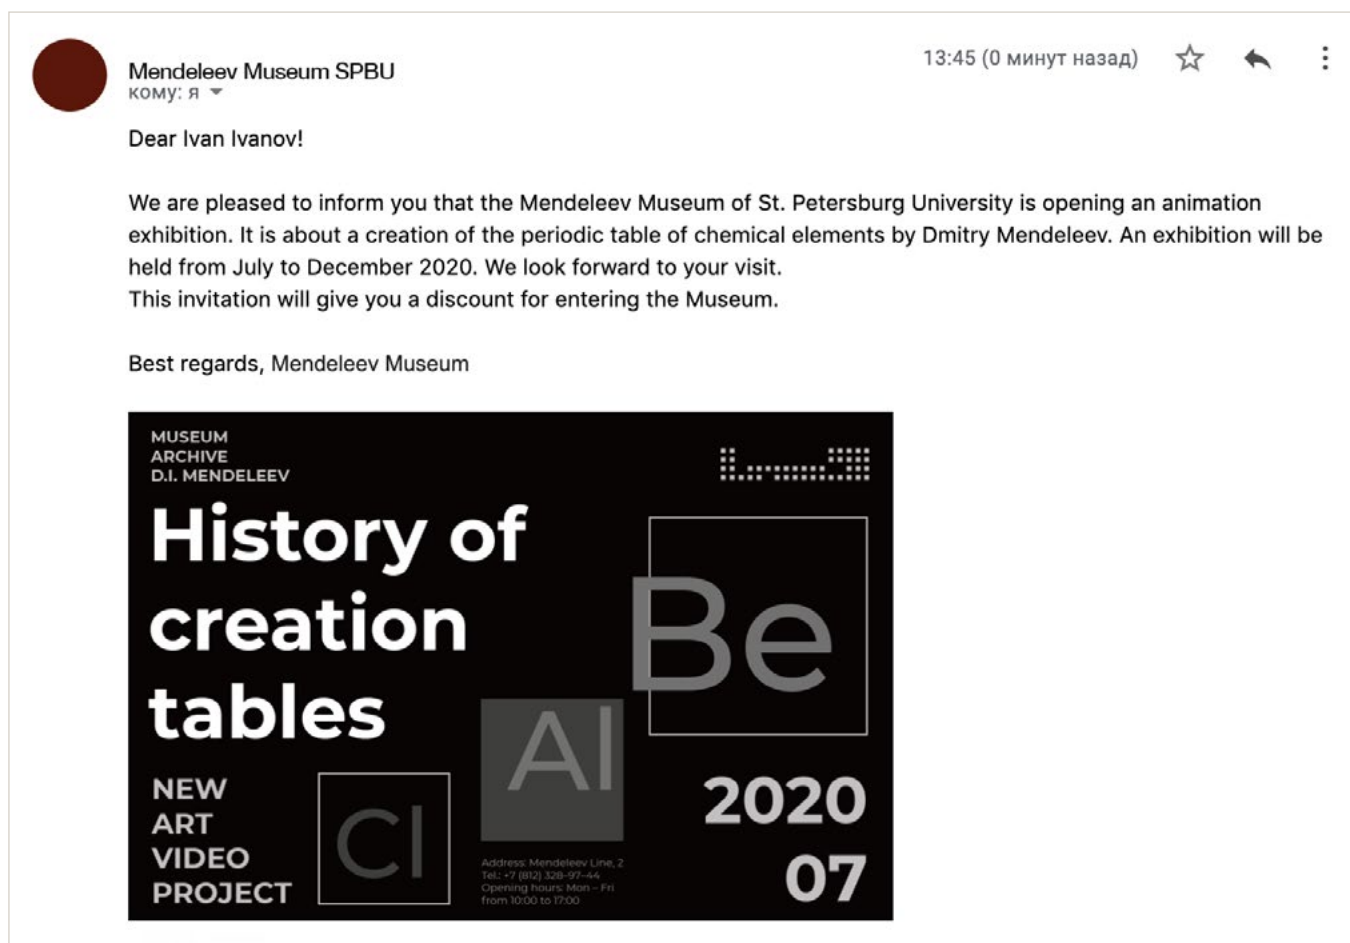 Mendeleev Museum SPBU
13:45 (0 минут назад)
кому: я
Dear Ivan Ivanov!
We are pleased to inform you that the Mendeleev Museum of St. Petersburg University is opening an animation
exhibition. It is about a creation of the periodic table of chemical elements by Dmitry Mendeleev. An exhibition will be
held from July to December 2020. We look forward to your visit.
This invitation will give you a discount for entering the Museum.
Best regards, Mendeleev Museum
MUSEUM
ARCHIVE
D.I. MENDELEEV
History of
creation
tables
Be
Al
Cl
NEW
ART
VIDEO
PROJECT
Address: Mendeleev Line, 2
Tel.: +7 (812) 328-97-44
Opening hours: Mon – Fri
from 10:00 to 17:00
2020
07